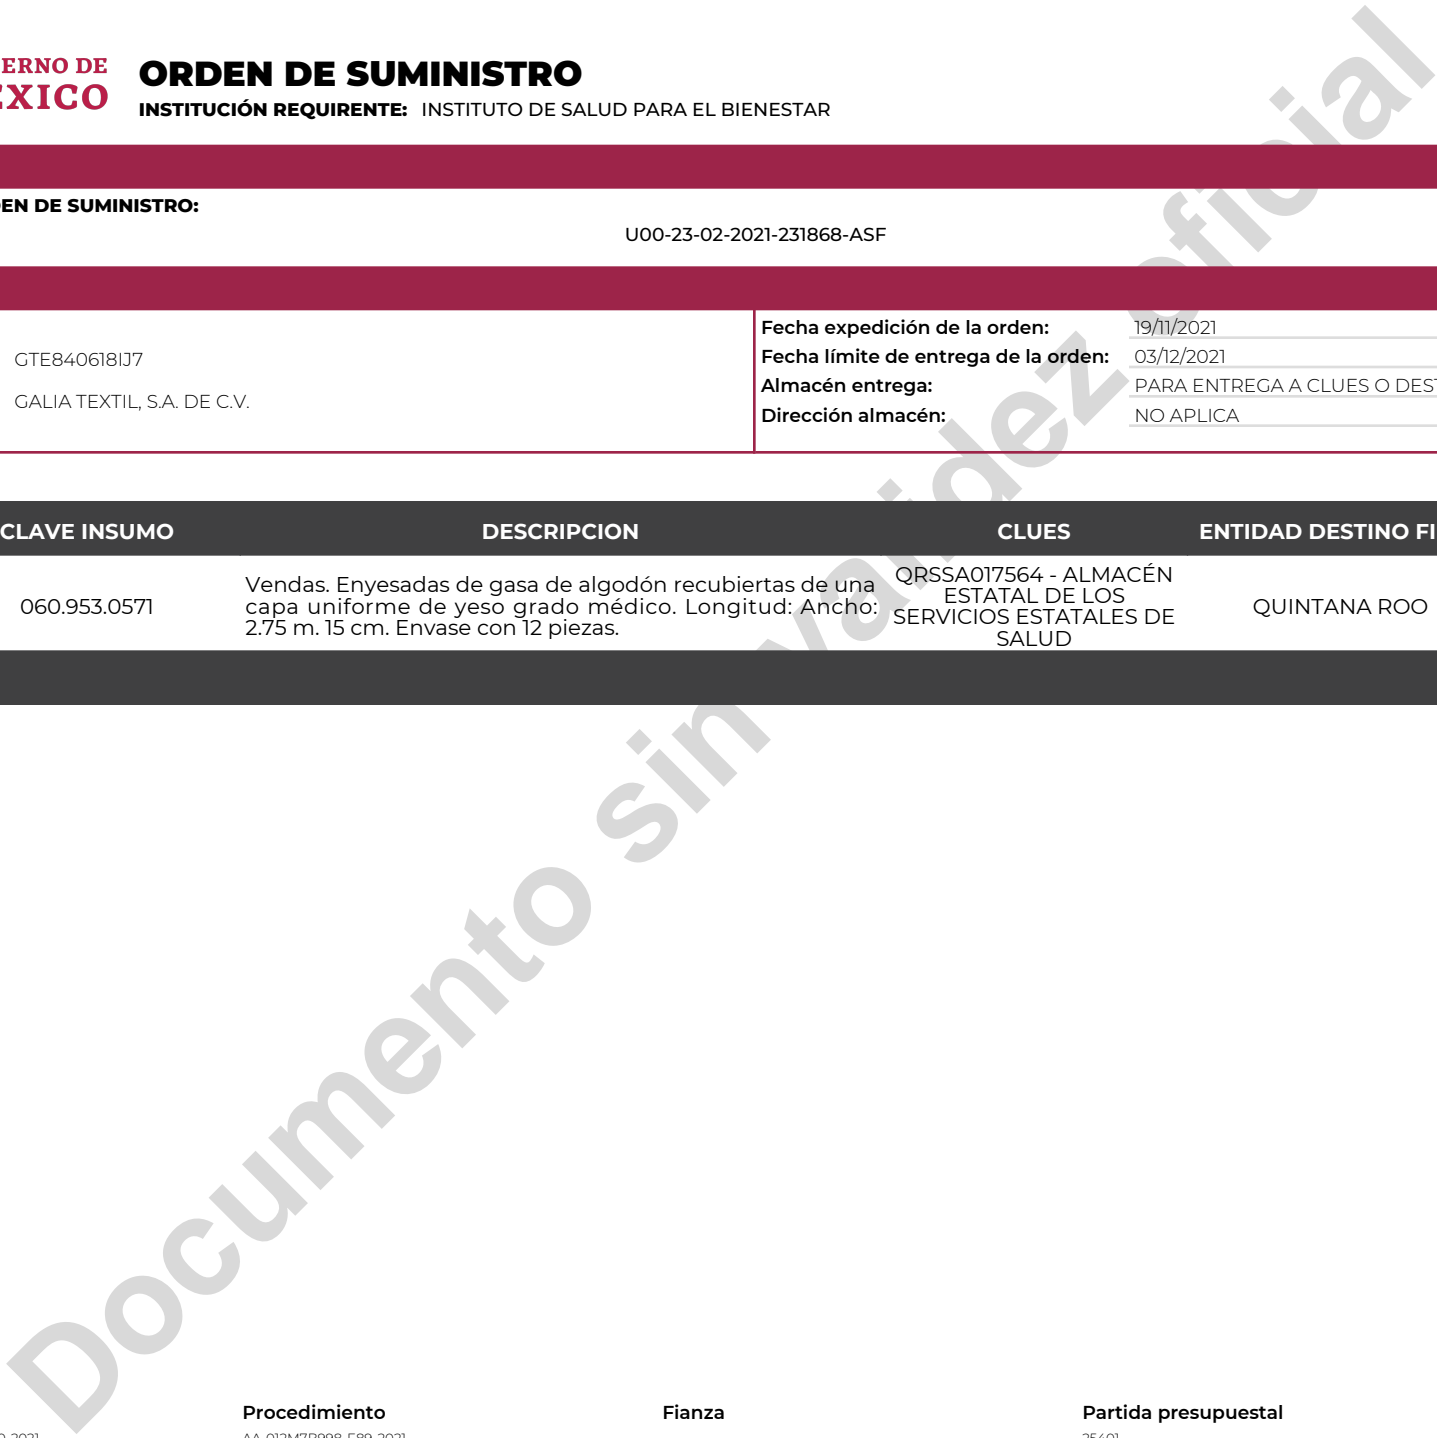 ERNO DE
EXICO
ORDEN DE SUMINISTRO
INSTITUCIÓN REQUIRENTE: INSTITUTO DE SALUD PARA EL BIENESTAR
EN DE SUMINISTRO:
U00-23-02-2021-231868-ASF
GTE840618IJ7
GALIA TEXTIL, S.A. DE C.V.
Fecha expedición de la orden: 19/11/2021
Fecha límite de entrega de la orden: 03/12/2021
Almacén entrega: PARA ENTREGA A CLUES O DEST
Dirección almacén: NO APLICA
CLAVE INSUMO DESCRIPCION CLUES ENTIDAD DESTINO FI
060.953.0571
Vendas. Enyesadas de gasa de algodón recubiertas de una
capa uniforme de yeso grado médico. Longitud: Ancho:
2.75 m. 15 cm. Envase con 12 piezas.
QRSSA017564 - ALMACÉN
ESTATAL DE LOS
SERVICIOS ESTATALES DE
SALUD
QUINTANA ROO
Documento sin validez oficial
Procedimiento Fianza Partida presupuestal